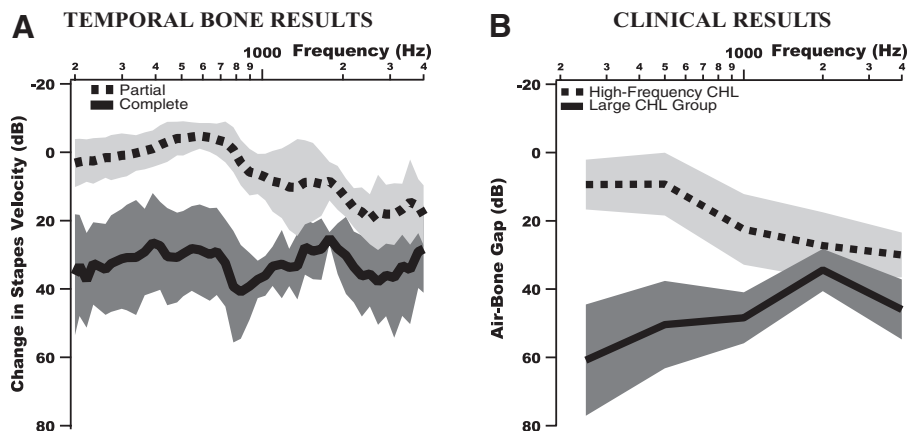 A TEMPORAL BONE RESULTS
1000 Frequency (Hz)
2 3 4 5 6 7 8 9 2 3 4
-20
0
20
40
60
80
Change in Stapes Velocity (dB)
Partial
Complete
B CLINICAL RESULTS
1000 Frequency (Hz)
2 3 4 5 6 7 8 9 2 3 4
-20
0
20
40
60
80
Air-Bone Gap (dB)
High-Frequency CHL
Large CHL Group